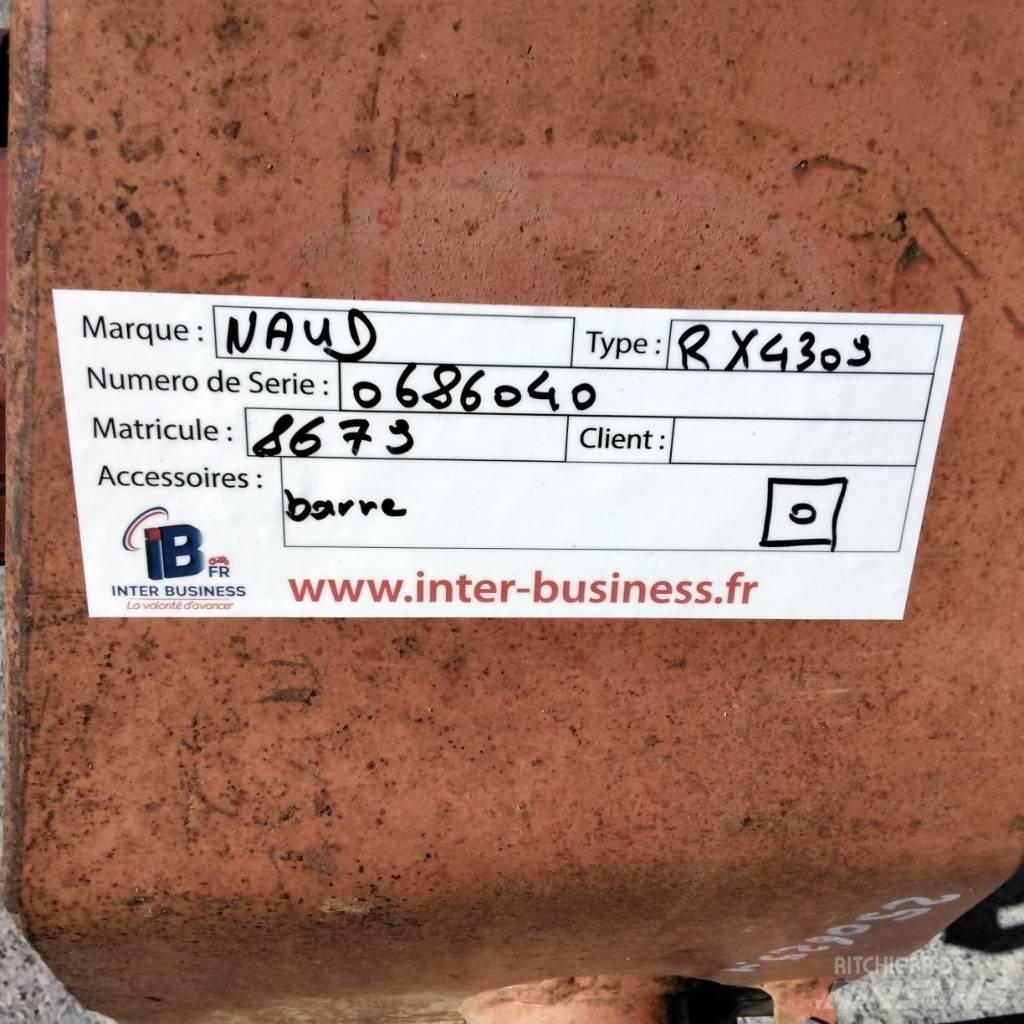 Marque : NAUD Type : RX4309
Numero de Serie : 0686040
Matricule : 8679 Client :
Accessoires : barre 0
iB FR
INTER BUSINESS
La volonté d'avancer
www.inter-business.fr